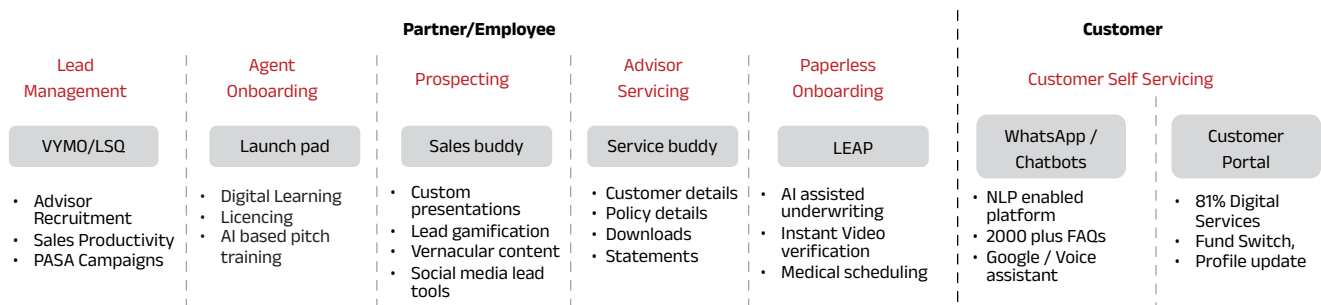 Partner/Employee
Customer
Lead
Management
VYMO/LSQ
• Advisor
Recruitment
• Sales Productivity
• PASA Campaigns
Agent
Onboarding
Launch pad
• Digital Learning
• Licencing
• AI based pitch
training
Prospecting
Sales buddy
• Custom
presentations
• Lead gamification
• Vernacular content
• Social media lead
tools
Advisor
Servicing
Service buddy
• Customer details
• Policy details
• Downloads
• Statements
Paperless
Onboarding
LEAP
• AI assisted
underwriting
• Instant Video
verification
• Medical scheduling
Customer Self Servicing
WhatsApp /
Chatbots
• NLP enabled
platform
• 2000 plus FAQs
• Google / Voice
assistant
Customer
Portal
• 81% Digital
Services
• Fund Switch,
• Profile update